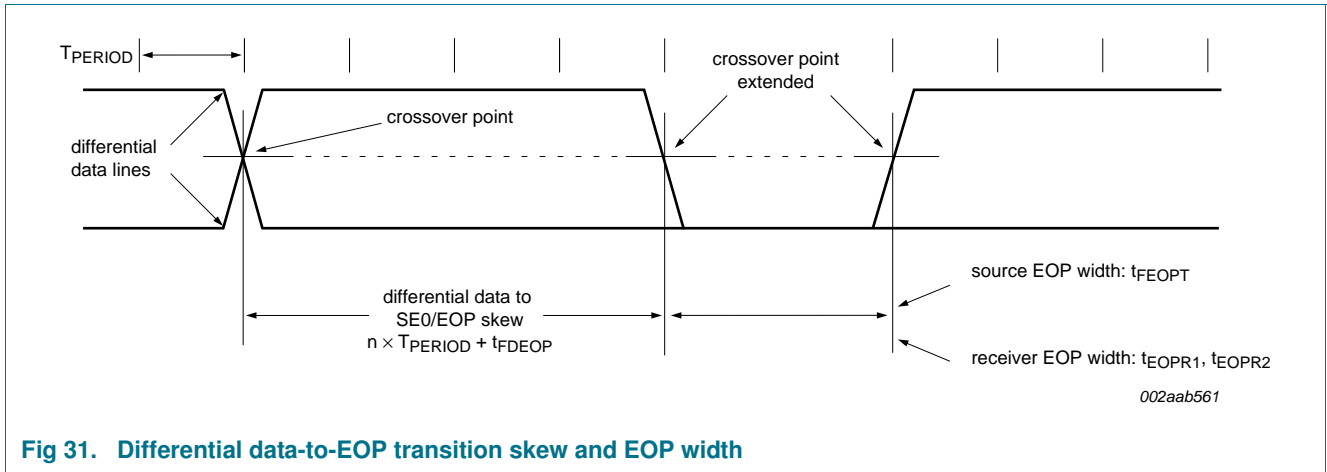 TPERIOD
crossover point
extended
crossover point
differential
data lines
differential data to
SE0/EOP skew
n × TPERIOD + tFDEOP
source EOP width: tFEOPT
receiver EOP width: tEOPR1, tEOPR2
002aab561
Fig 31. Differential data-to-EOP transition skew and EOP width